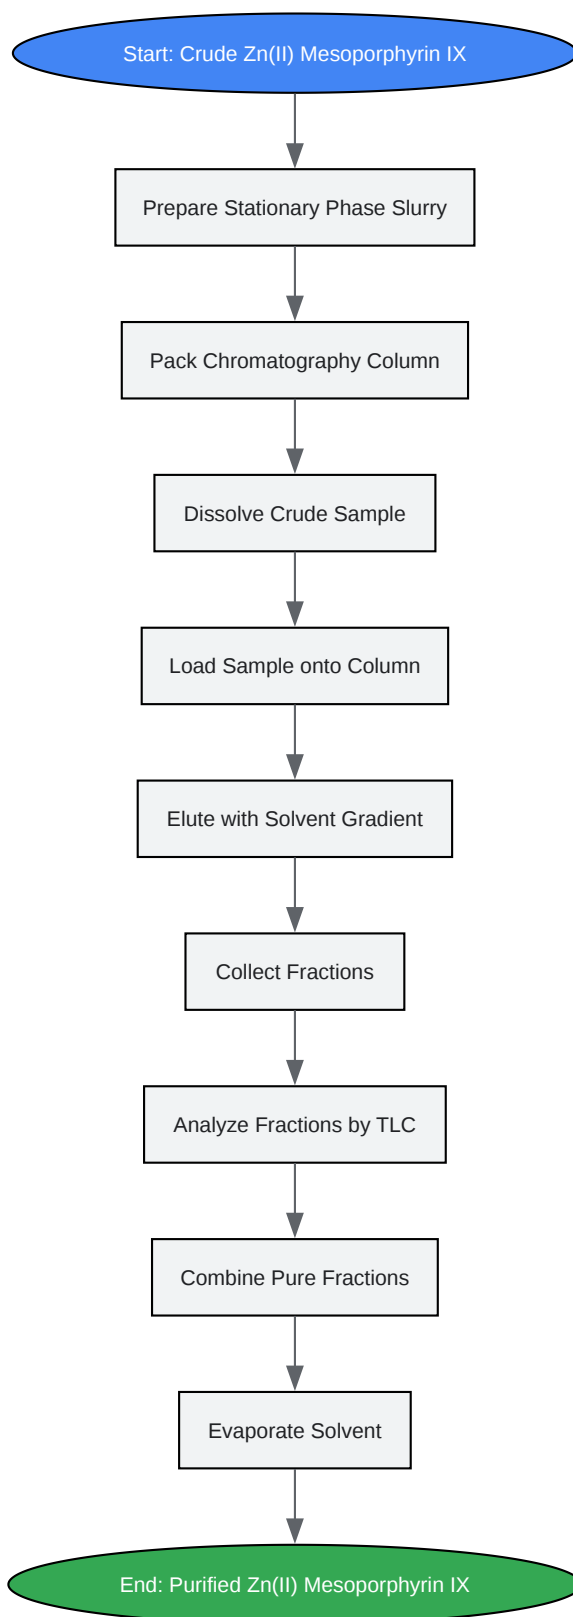 Start: Crude Zn(II) Mesoporphyrin IX
Prepare Stationary Phase Slurry
Pack Chromatography Column
Dissolve Crude Sample
Load Sample onto Column
Elute with Solvent Gradient
Collect Fractions
Analyze Fractions by TLC
Combine Pure Fractions
Evaporate Solvent
End: Purified Zn(II) Mesoporphyrin IX